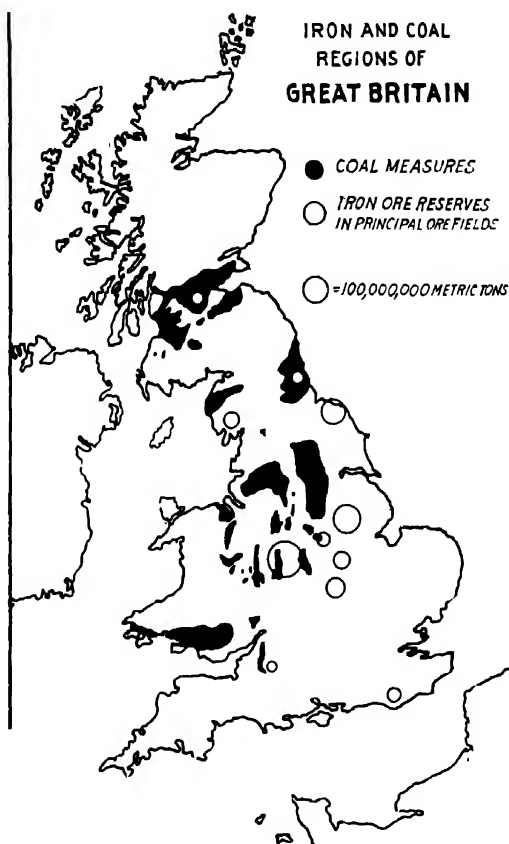 IRON AND COAL
REGIONS OF
GREAT BRITAIN
COAL MEASURES
IRON ORE RESERVES
IN PRINCIPAL ORE FIELDS
=100,000,000 METRIC TONS